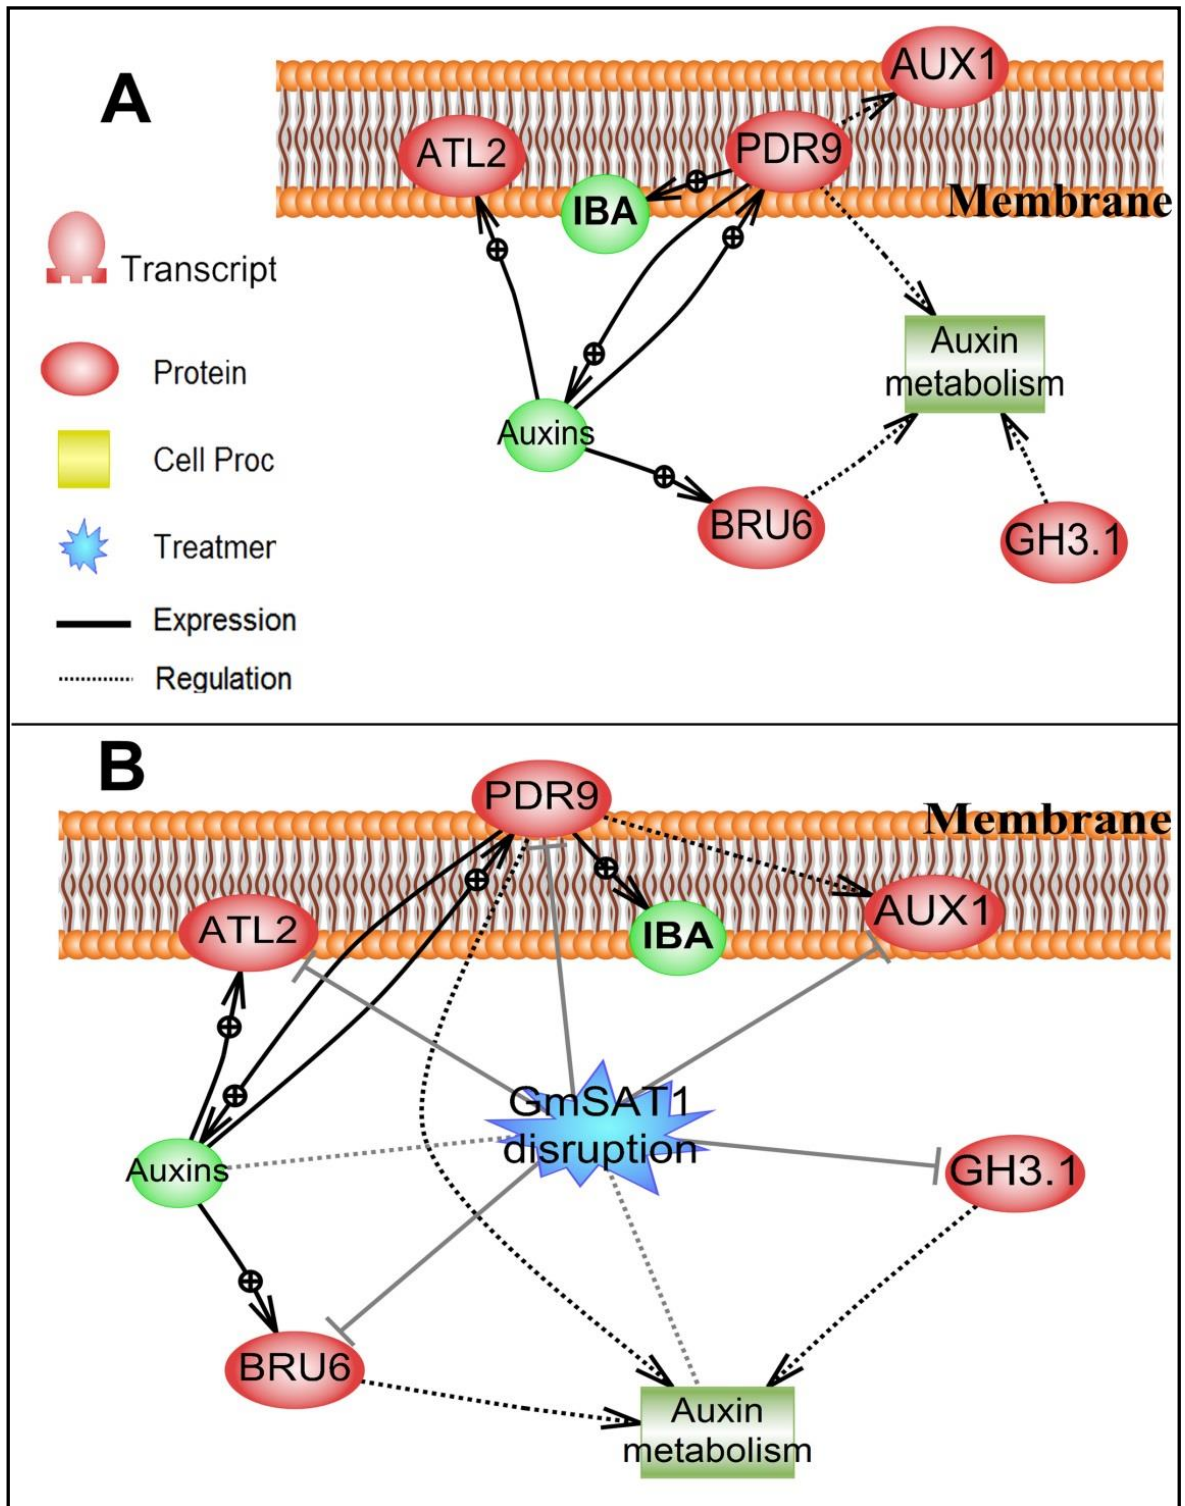 A
AUX1
ATL2
PDR9
IBA
Membrane
Transcript
Protein
Cell Proc
Treatmer
Expression
Regulation
Auxin
metabolism
Auxins
BRU6
GH3.1
B
PDR9
Membrane
ATL2
IBA
AUX1
GmSAT1
disruption
Auxins
GH3.1
BRU6
Auxin
metabolism